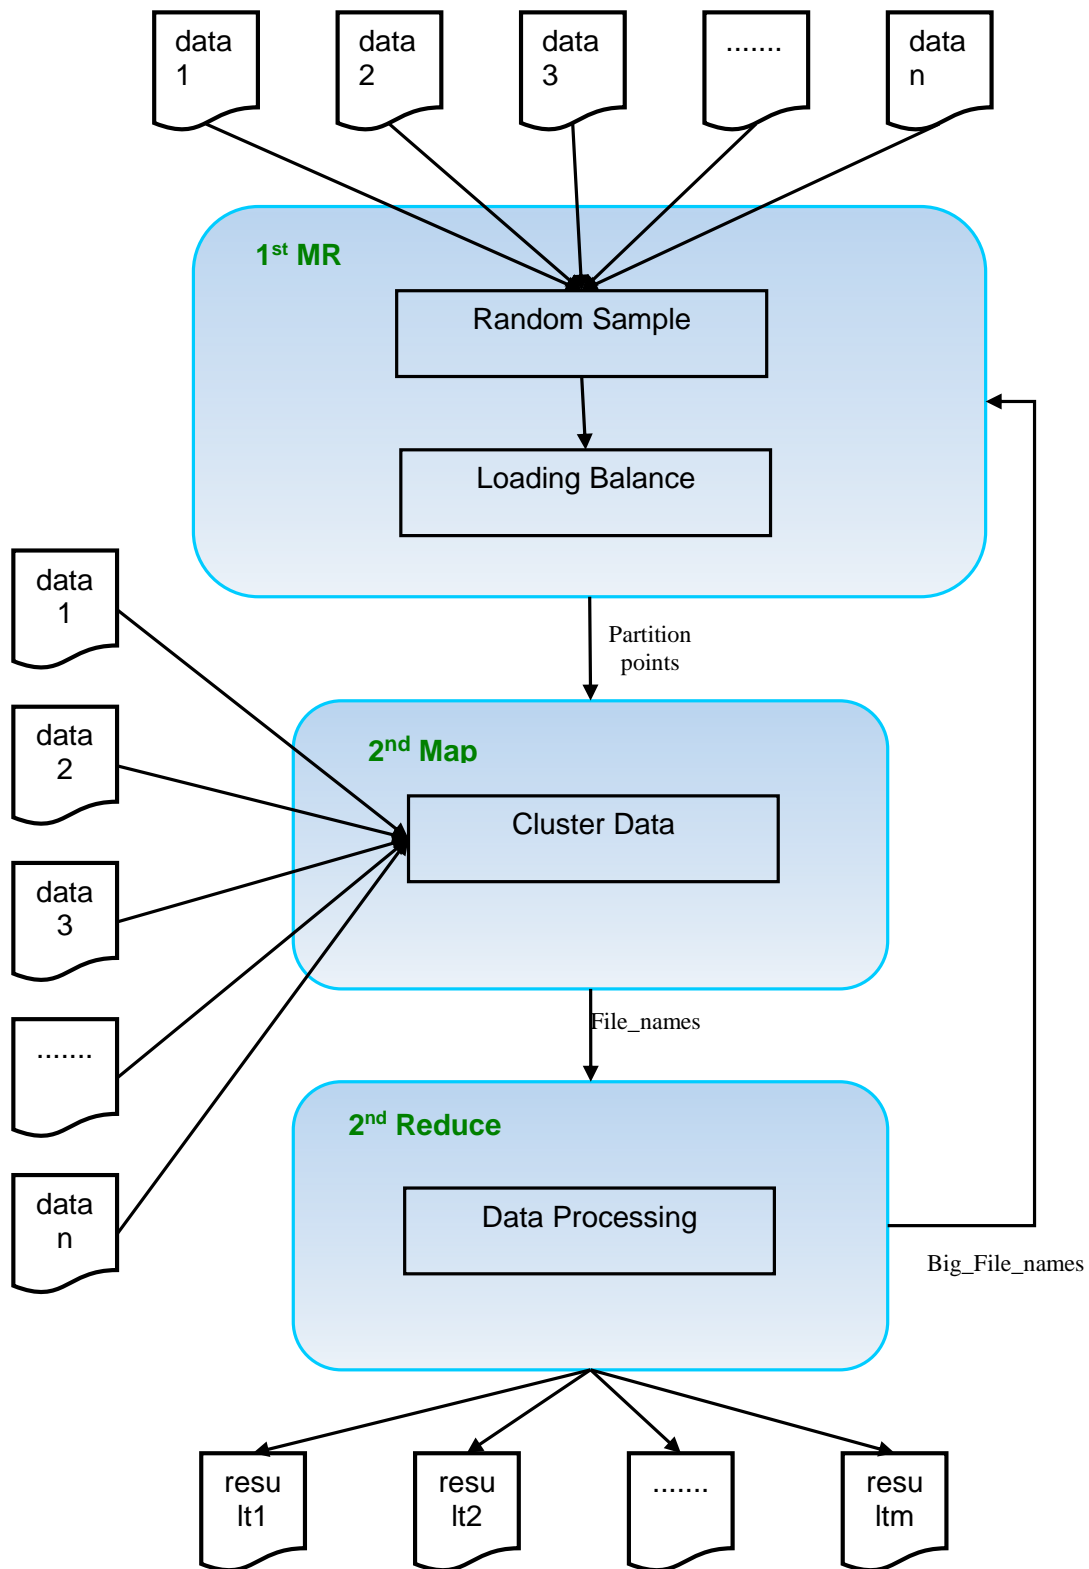 data
1
data
2
data
3
.......
data
n
1st MR
Random Sample
Loading Balance
Partition
points
data
1
data
2
data
3
.......
data
n
2nd Map
Cluster Data
File_names
2nd Reduce
Data Processing
Big_File_names
resu
lt1
resu
lt2
.......
resu
ltm